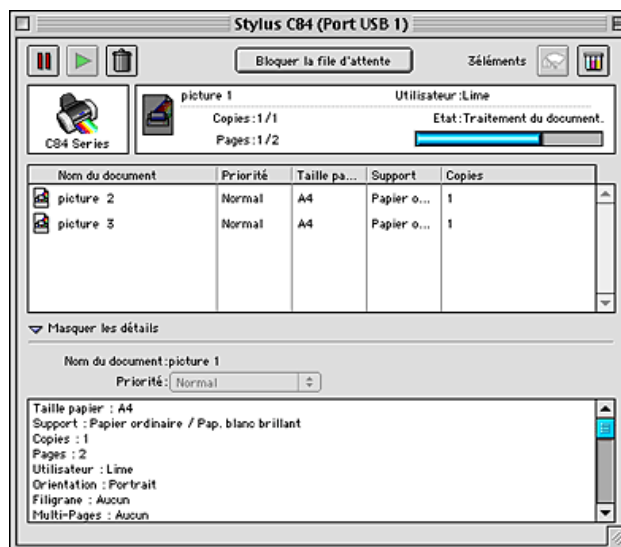 Stylus C84 (Port USB 1)
Bloquer la file d'attente
3éléments
C84 Series
picture 1
Utilisateur :Lime
Copies :1/1
Etat :Traitement du document.
Pages :1/2
Nom du document Priorité Taille pa... Support Copies
picture 2 Normal A4 Papier o... 1
picture 3 Normal A4 Papier o... 1
Masquer les détails
Nom du document :picture 1
Priorité : Normal
Taille papier : A4
Support : Papier ordinaire / Pap. blanc brillant
Copies : 1
Pages : 2
Utilisateur : Lime
Orientation : Portrait
Filigrane : Aucun
Multi-Pages : Aucun